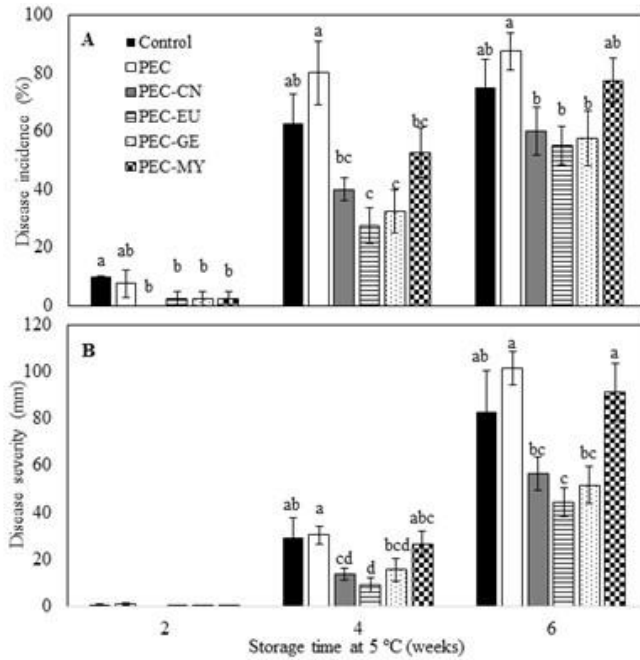 100
80
60
40
20
0
Disease incidence (%)
A
Control
PEC
PEC-CN
PEC-EU
PEC-GE
PEC-MY
a ab b b b b
ab a bc c c bc
ab a b b b ab
120
100
80
60
40
20
0
Disease severity (mm)
B
ab a cd d bcd abc
ab a bc c bc a
2 4 6
Storage time at 5 °C (weeks)